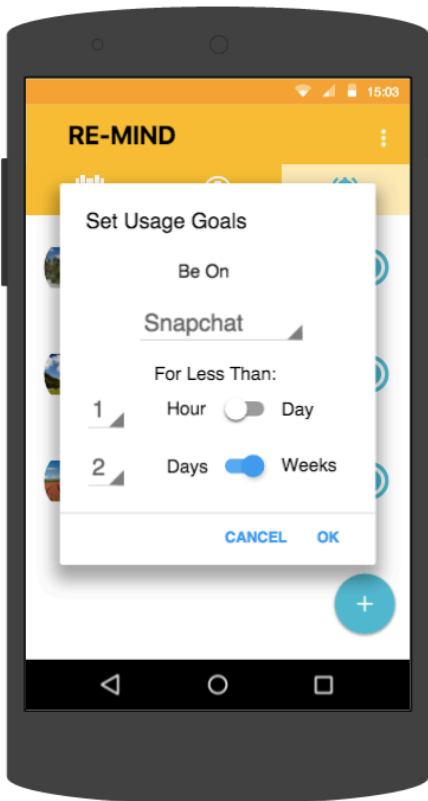 15:03
RE-MIND
Set Usage Goals
Be On
Snapchat
For Less Than:
1 Hour Day
2 Days Weeks
CANCEL OK
+